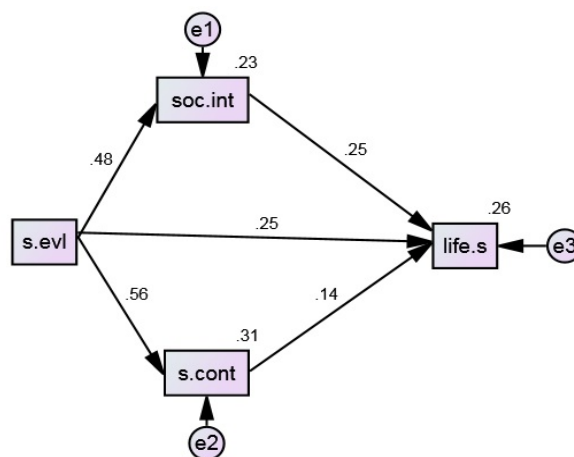 e1
.23
soc.int
.48
.25
s.evl
.25
.26
life.s
e3
.56
.14
.31
s.cont
e2